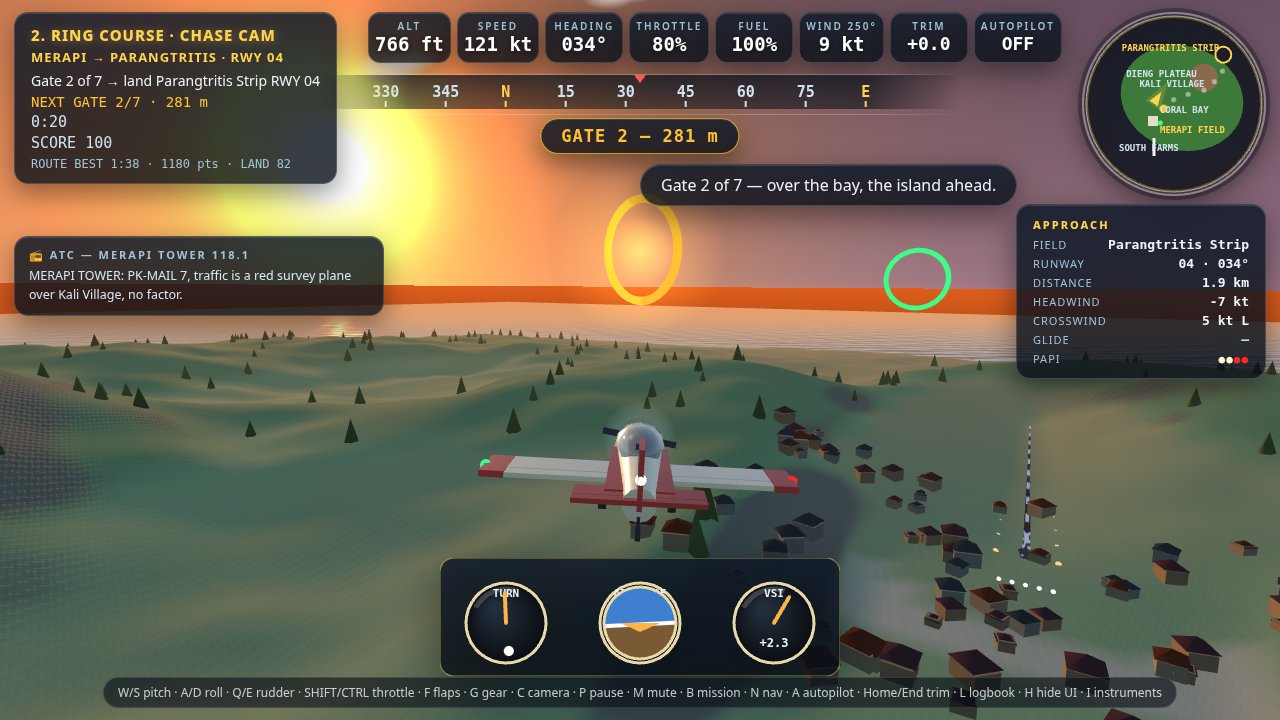 2. RING COURSE · CHASE CAM
MERAPI → PARANGTRITIS · RWY 04
Gate 2 of 7 → land Parangtritis Strip RWY 04
NEXT GATE 2/7 · 281 m
0:20
SCORE 100
ROUTE BEST 1:38 · 1180 pts · LAND 82
ALT
766 ft
SPEED
121 kt
HEADING
034°
THROTTLE
80%
FUEL
100%
WIND 250°
9 kt
TRIM
+0.0
AUTOPILOT
OFF
330 345 N 15 30 45 60 75 E
GATE 2 — 281 m
Gate 2 of 7 — over the bay, the island ahead.
📻 ATC — MERAPI TOWER 118.1
MERAPI TOWER: PK-MAIL 7, traffic is a red survey plane
over Kali Village, no factor.
PARANGTRITIS STRIP
DIENG PLATEAU
KALI VILLAGE
ORAL BAY
MERAPI FIELD
SOUTH FARMS
APPROACH
FIELD Parangtritis Strip
RUNWAY 04 · 034°
DISTANCE 1.9 km
HEADWIND -7 kt
CROSSWIND 5 kt L
GLIDE —
PAPI
TURN
VSI
+2.3
W/S pitch · A/D roll · Q/E rudder · SHIFT/CTRL throttle · F flaps · G gear · C camera · P pause · M mute · B mission · N nav · A autopilot · Home/End trim · L logbook · H hide UI · I instruments